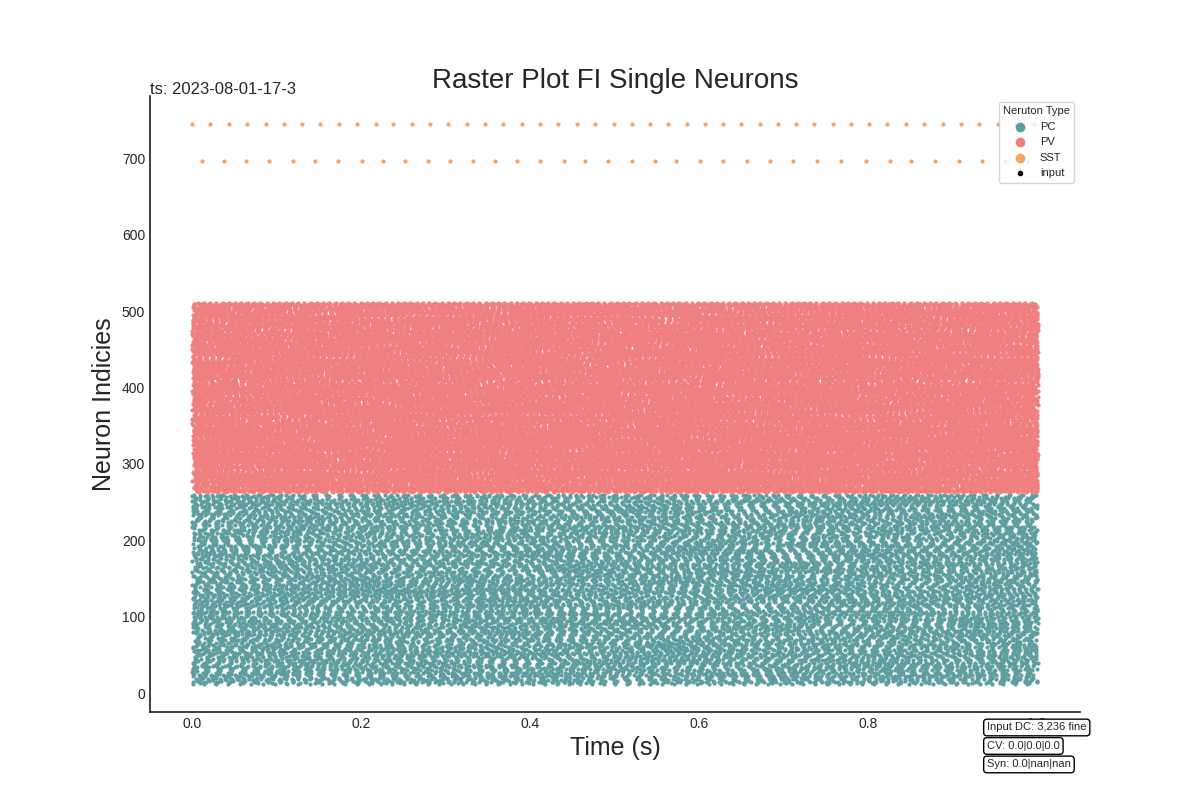 Raster Plot FI Single Neurons
ts: 2023-08-01-17-3
Neruton Type
PC
PV
SST
input
700
600
500
400
300
200
100
0
Neuron Indicies
0.0 0.2 0.4 0.6 0.8
Time (s)
Input DC: 3,236 fine
CV: 0.0|0.0|0.0
Syn: 0.0|nan|nan